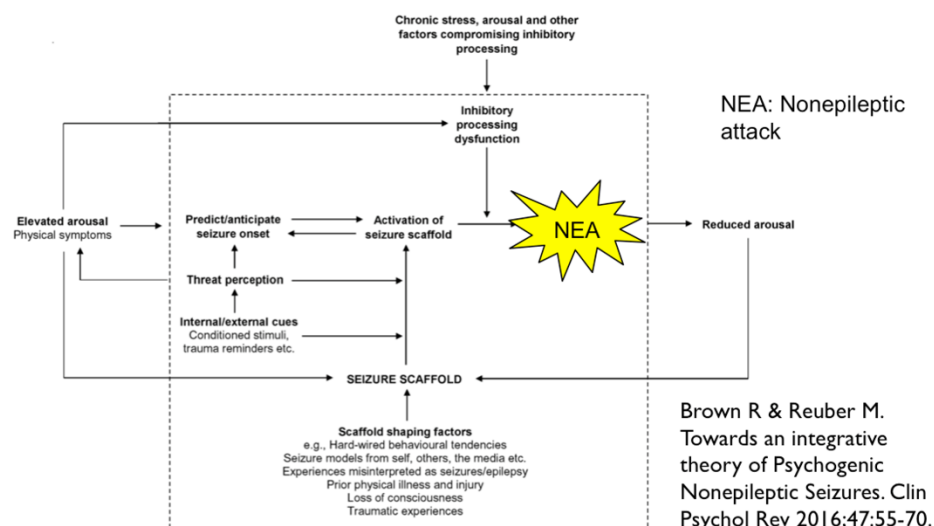 Chronic stress, arousal and other
factors compromising inhibitory
processing
NEA: Nonepileptic
attack
Inhibitory
processing
dysfunction
Elevated arousal
Physical symptoms
Predict/anticipate
seizure onset
Activation of
seizure scaffold
NEA
Reduced arousal
Threat perception
Internal/external cues
Conditioned stimuli,
trauma reminders etc.
SEIZURE SCAFFOLD
Scaffold shaping factors
e.g., Hard-wired behavioural tendencies
Seizure models from self, others, the media etc.
Experiences misinterpreted as seizures/epilepsy
Prior physical illness and injury
Loss of consciousness
Traumatic experiences
Brown R & Reuber M.
Towards an integrative
theory of Psychogenic
Nonepileptic Seizures. Clin
Psychol Rev 2016;47:55-70.